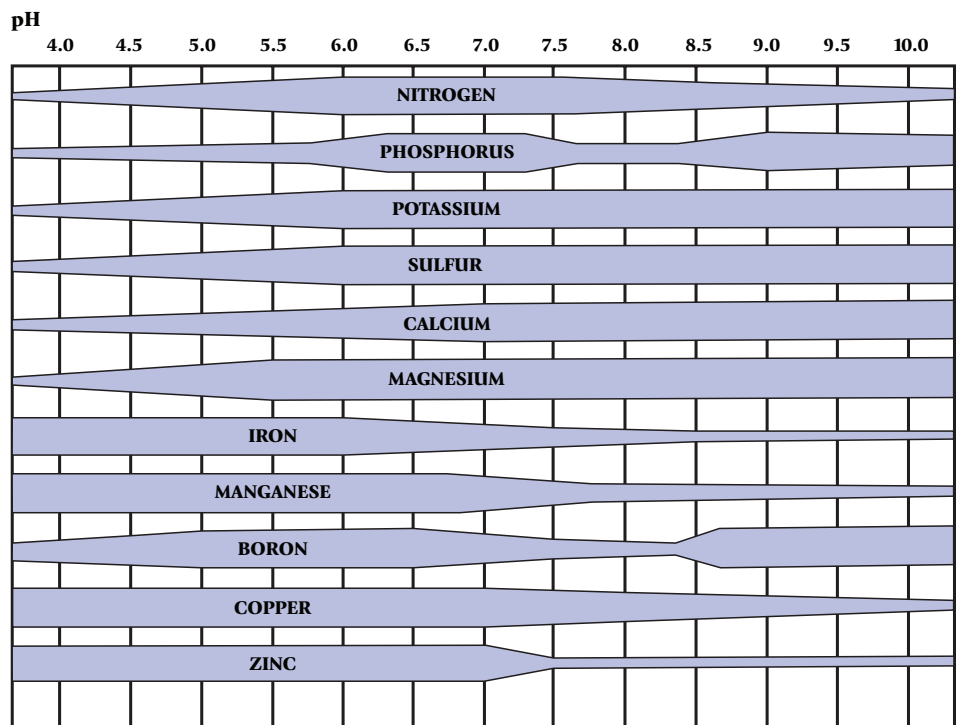 pH
4.0 4.5 5.0 5.5 6.0 6.5 7.0 7.5 8.0 8.5 9.0 9.5 10.0
NITROGEN
PHOSPHORUS
POTASSIUM
SULFUR
CALCIUM
MAGNESIUM
IRON
MANGANESE
BORON
COPPER
ZINC